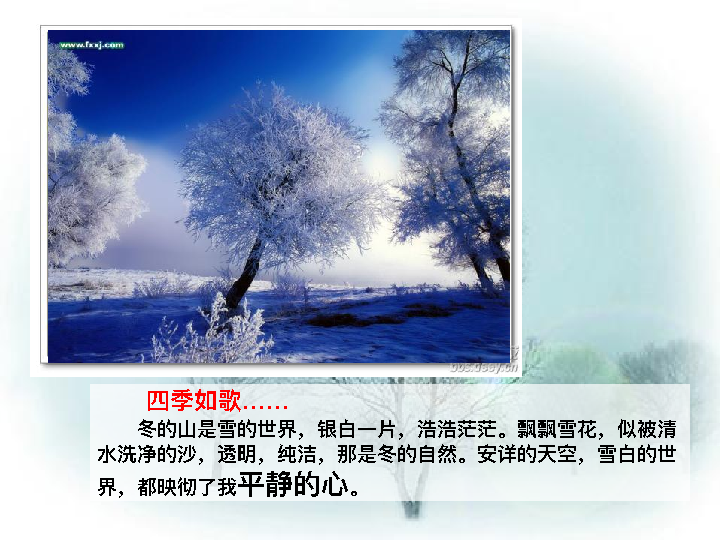 www.fxxj.com
bbs.dsey.cn
四季如歌……
冬的山是雪的世界，银白一片，浩浩茫茫。飘飘雪花，似被清
水洗净的沙，透明，纯洁，那是冬的自然。安详的天空，雪白的世
界，都映彻了我平静的心。